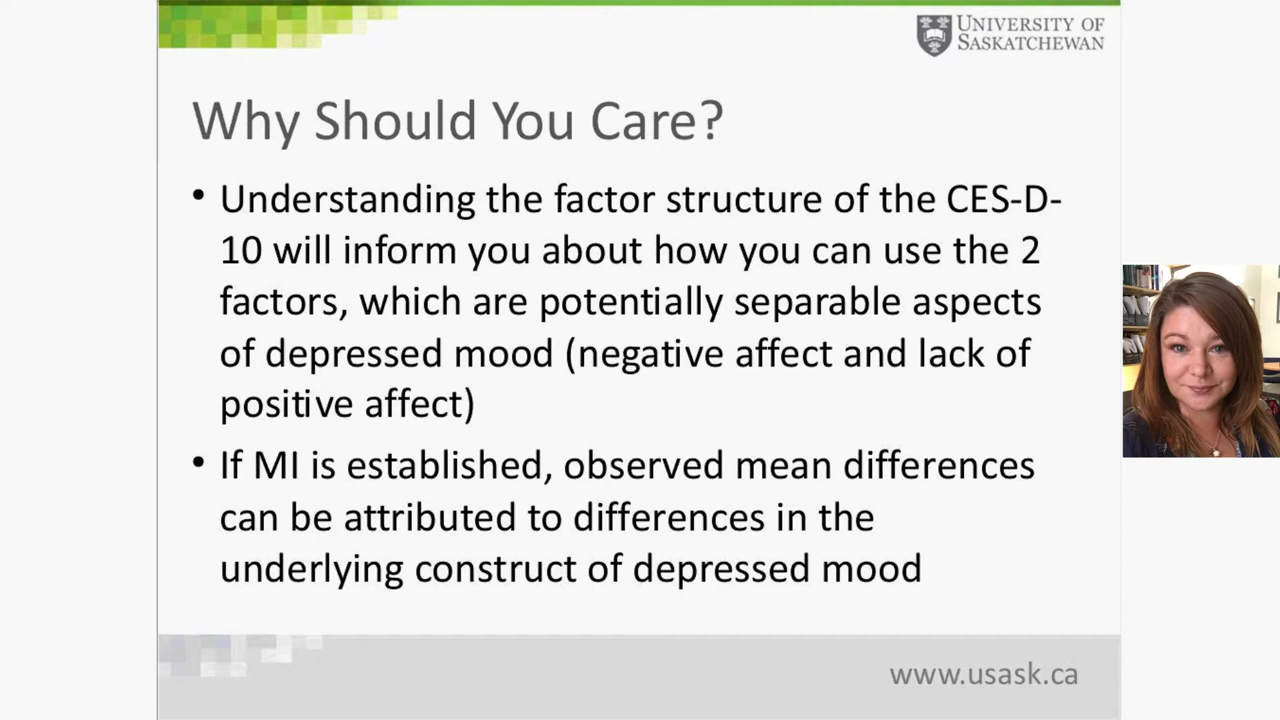 UNIVERSITY OF
SASKATCHEWAN
Why Should You Care?
• Understanding the factor structure of the CES-D-
10 will inform you about how you can use the 2
factors, which are potentially separable aspects
of depressed mood (negative affect and lack of
positive affect)
• If MI is established, observed mean differences
can be attributed to differences in the
underlying construct of depressed mood
www.usask.ca